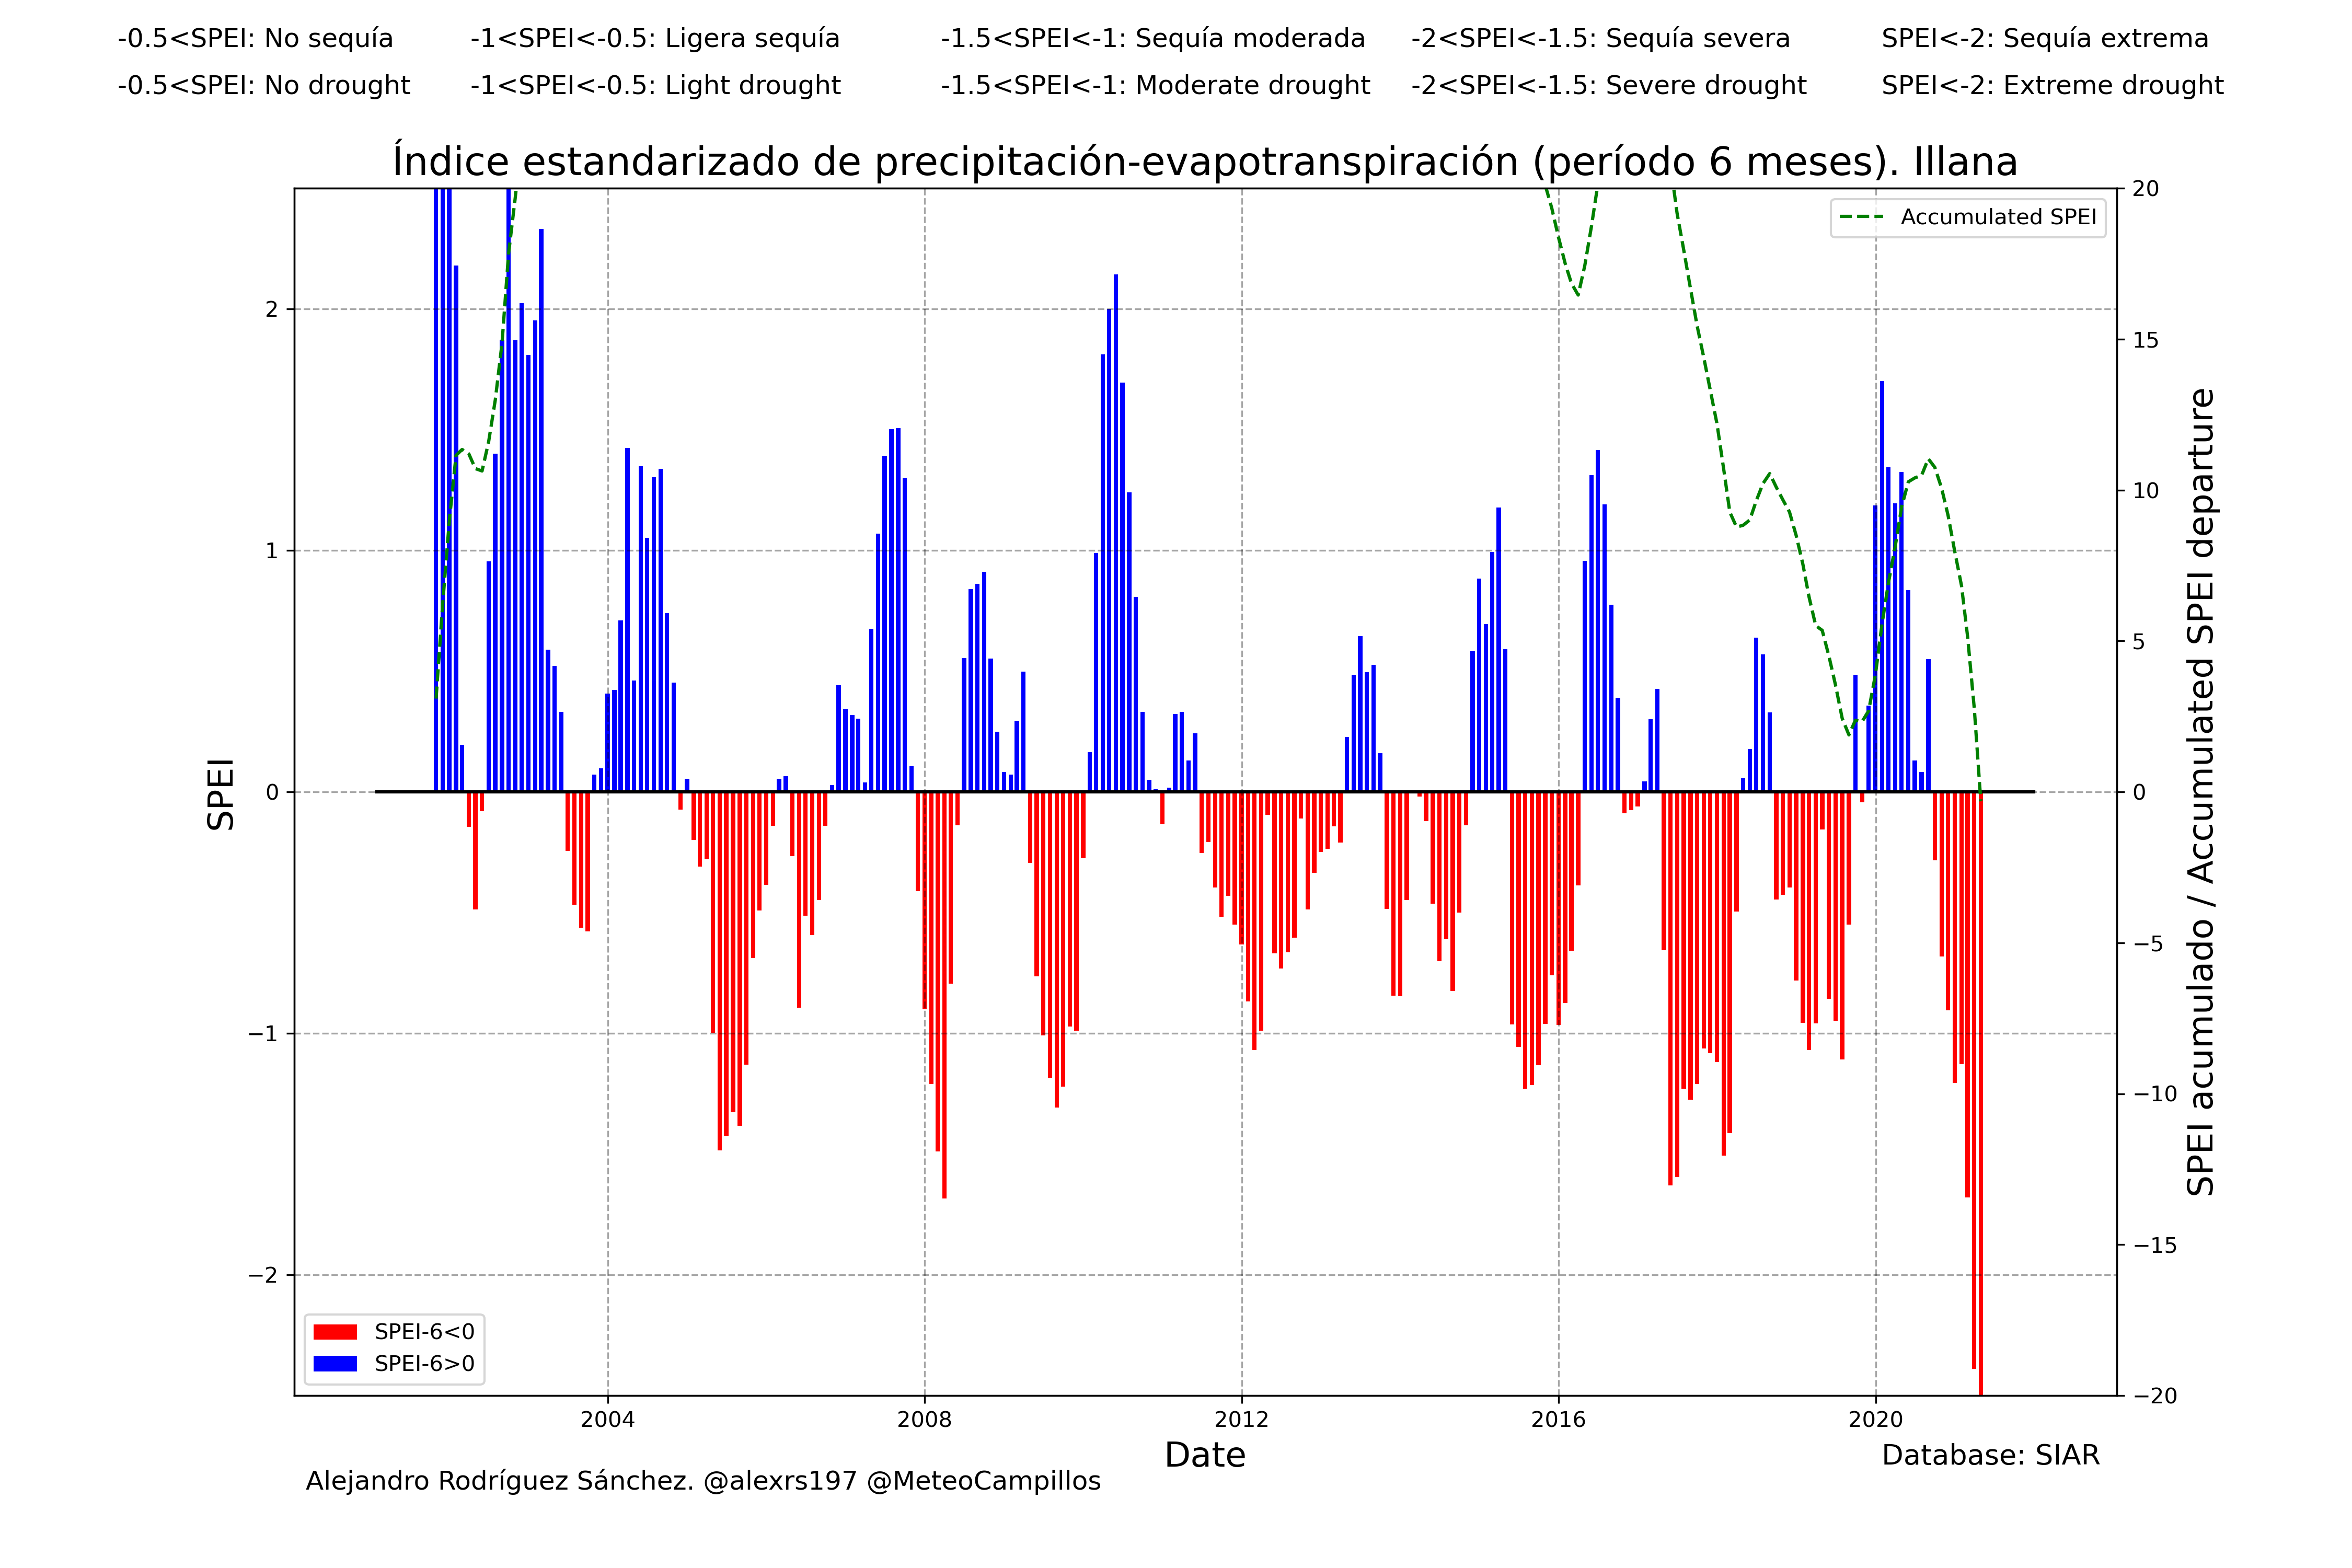 -0.5<SPEI: No sequía -1<SPEI<-0.5: Ligera sequía -1.5<SPEI<-1: Sequía moderada -2<SPEI<-1.5: Sequía severa SPEI<-2: Sequía extrema
-0.5<SPEI: No drought -1<SPEI<-0.5: Light drought -1.5<SPEI<-1: Moderate drought -2<SPEI<-1.5: Severe drought SPEI<-2: Extreme drought
Índice estandarizado de precipitación-evapotranspiración (período 6 meses). Illana
Accumulated SPEI
2
1
0
−1
−2
SPEI
20
15
10
5
0
−5
−10
−15
−20
SPEI acumulado / Accumulated SPEI departure
SPEI-6<0
SPEI-6>0
2004 2008 2012 2016 2020
Date
Database: SIAR
Alejandro Rodríguez Sánchez. @alexrs197 @MeteoCampillos